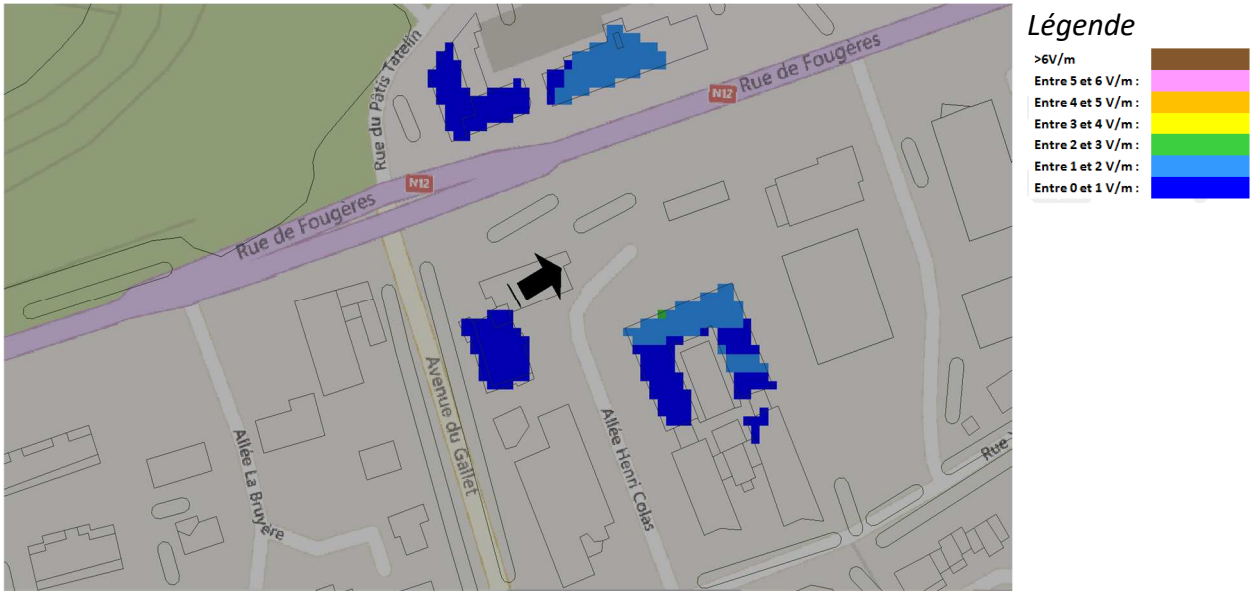 Légende
>6V/m
Entre 5 et 6 V/m :
Entre 4 et 5 V/m :
Entre 3 et 4 V/m :
Entre 2 et 3 V/m :
Entre 1 et 2 V/m :
Entre 0 et 1 V/m :
Rue du Pâtis Tatelin
N12
Rue de Fougères
N12
Rue de Fougères
Avenue du Gallet
Allée Henri Colas
Allée La Bruyère
Rue